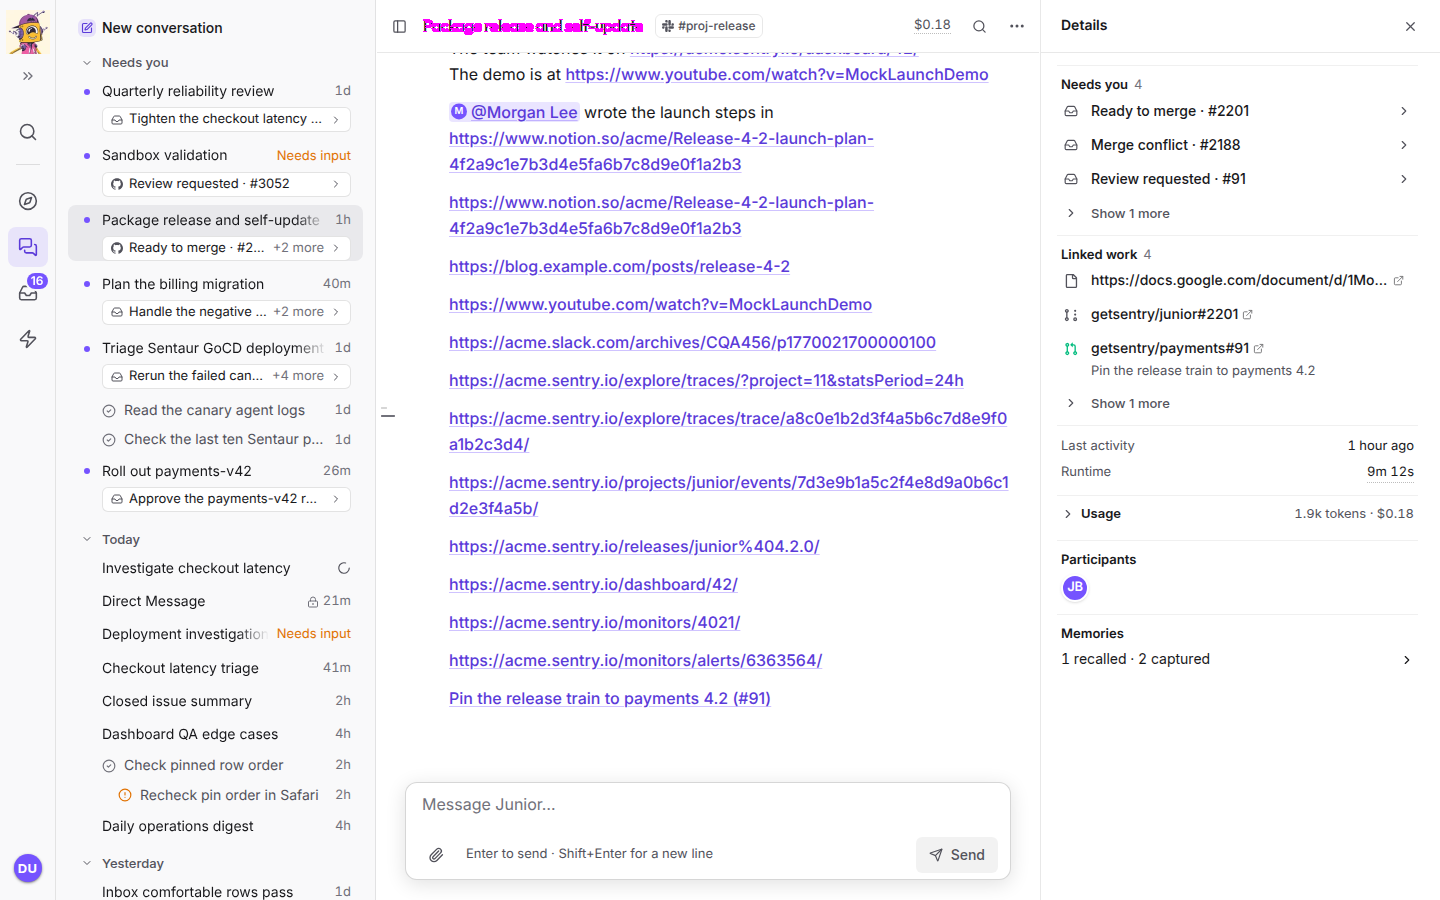 New conversation
Needs you
Quarterly reliability review 1d
Tighten the checkout latency ...
Sandbox validation Needs input
Review requested · #3052
Package release and self-update 1h
Ready to merge · #2... +2 more
Plan the billing migration 40m
Handle the negative ... +2 more
Triage Sentaur GoCD deployment 1d
Rerun the failed can... +4 more
Read the canary agent logs 1d
Check the last ten Sentaur p... 1d
Roll out payments-v42 26m
Approve the payments-v42 r...
Today
Investigate checkout latency
Direct Message 21m
Deployment investigation Needs input
Checkout latency triage 41m
Closed issue summary 2h
Dashboard QA edge cases 4h
Check pinned row order 2h
Recheck pin order in Safari 2h
Daily operations digest 4h
Yesterday
Inbox comfortable rows pass 1d
16
DU
Package release and self-update
#proj-release
$0.18
The demo is at https://www.youtube.com/watch?v=MockLaunchDemo
M @Morgan Lee wrote the launch steps in
https://www.notion.so/acme/Release-4-2-launch-plan-
4f2a9c1e7b3d4e5fa6b7c8d9e0f1a2b3
https://www.notion.so/acme/Release-4-2-launch-plan-
4f2a9c1e7b3d4e5fa6b7c8d9e0f1a2b3
https://blog.example.com/posts/release-4-2
https://www.youtube.com/watch?v=MockLaunchDemo
https://acme.slack.com/archives/CQA456/p1770021700000100
https://acme.sentry.io/explore/traces/?project=11&statsPeriod=24h
https://acme.sentry.io/explore/traces/trace/a8c0e1b2d3f4a5b6c7d8e9f0
a1b2c3d4/
https://acme.sentry.io/projects/junior/events/7d3e9b1a5c2f4e8d9a0b6c1
d2e3f4a5b/
https://acme.sentry.io/releases/junior%404.2.0/
https://acme.sentry.io/dashboard/42/
https://acme.sentry.io/monitors/4021/
https://acme.sentry.io/monitors/alerts/6363564/
Pin the release train to payments 4.2 (#91)
Message Junior...
Enter to send · Shift+Enter for a new line
Send
Details
Needs you 4
Ready to merge · #2201
Merge conflict · #2188
Review requested · #91
Show 1 more
Linked work 4
https://docs.google.com/document/d/1Mo...
getsentry/junior#2201
getsentry/payments#91
Pin the release train to payments 4.2
Show 1 more
Last activity 1 hour ago
Runtime 9m 12s
Usage 1.9k tokens · $0.18
Participants
JB
Memories
1 recalled · 2 captured